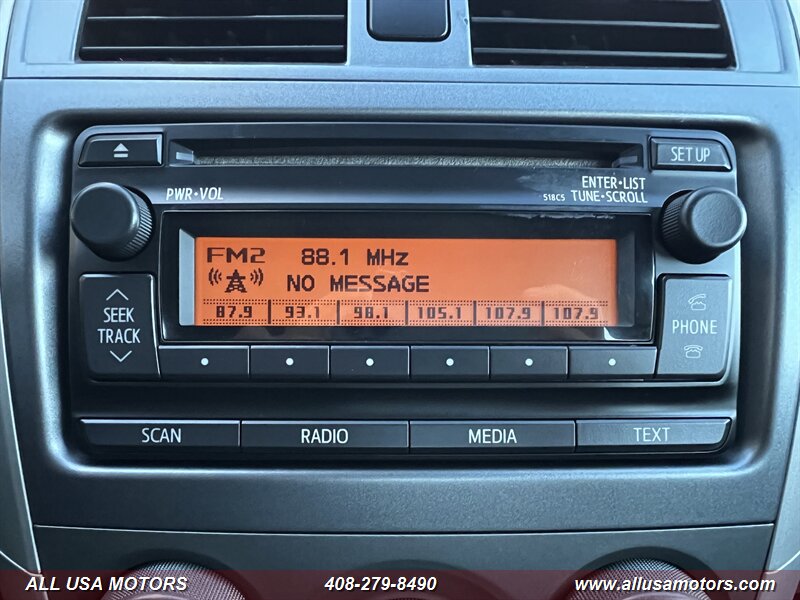 SET UP
PWR•VOL
ENTER•LIST
518C5 TUNE•SCROLL
FM2 88.1 MHz
NO MESSAGE
87.9 93.1 98.1 105.1 107.9 107.9
SEEK
TRACK
PHONE
SCAN RADIO MEDIA TEXT
ALL USA MOTORS 408-279-8490 www.allusamotors.com